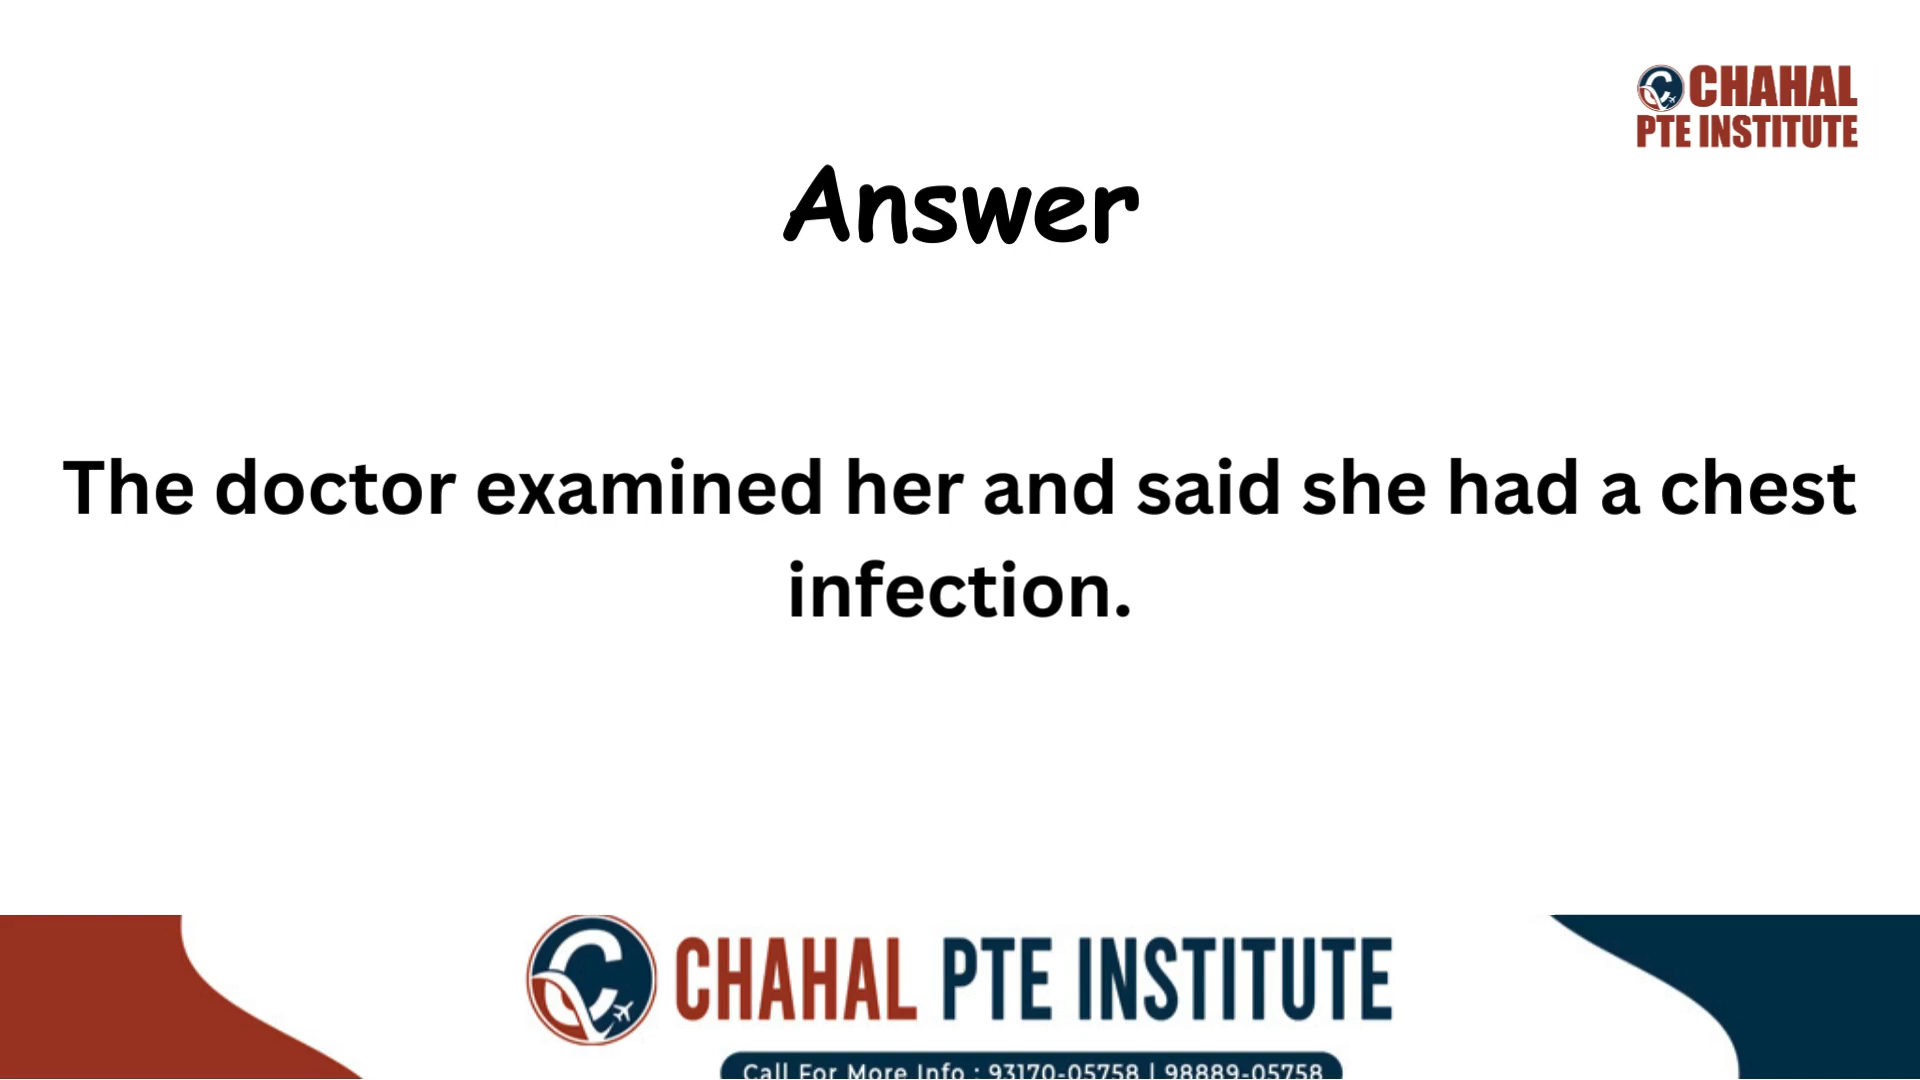 CHAHAL
PTE INSTITUTE
Answer
The doctor examined her and said she had a chest
infection.
CHAHAL PTE INSTITUTE
Call For More Info : 93170-05758 | 98889-05758